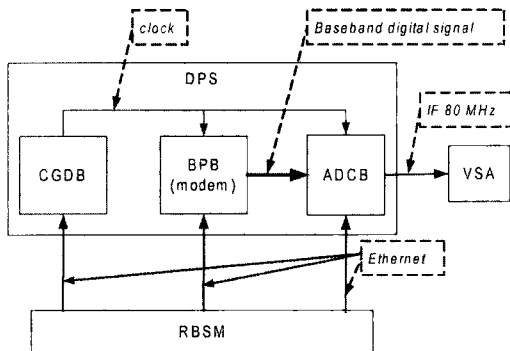 clock
Baseband digital signal
DPS
IF 80 MHz
CGDB
BPB
(modem)
ADCB
VSA
Ethernet
RBSM